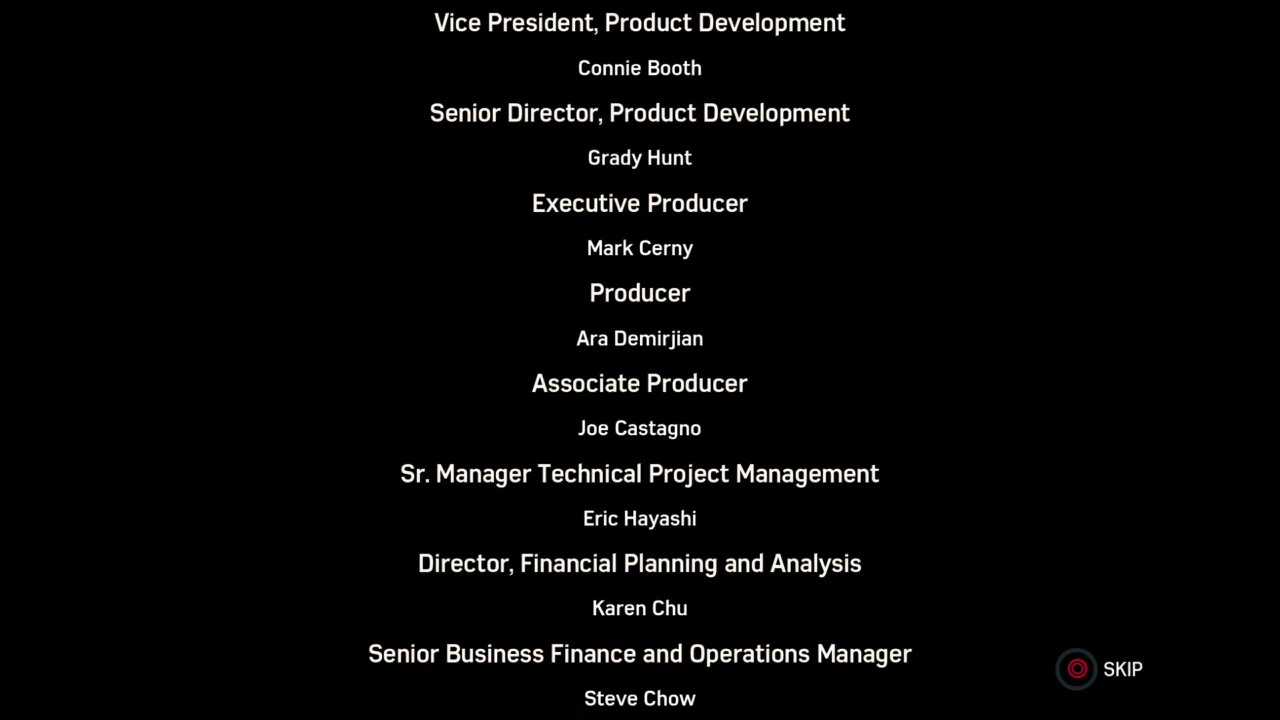 Vice President, Product Development
Connie Booth
Senior Director, Product Development
Grady Hunt
Executive Producer
Mark Cerny
Producer
Ara Demirjian
Associate Producer
Joe Castagno
Sr. Manager Technical Project Management
Eric Hayashi
Director, Financial Planning and Analysis
Karen Chu
Senior Business Finance and Operations Manager
SKIP
Steve Chow